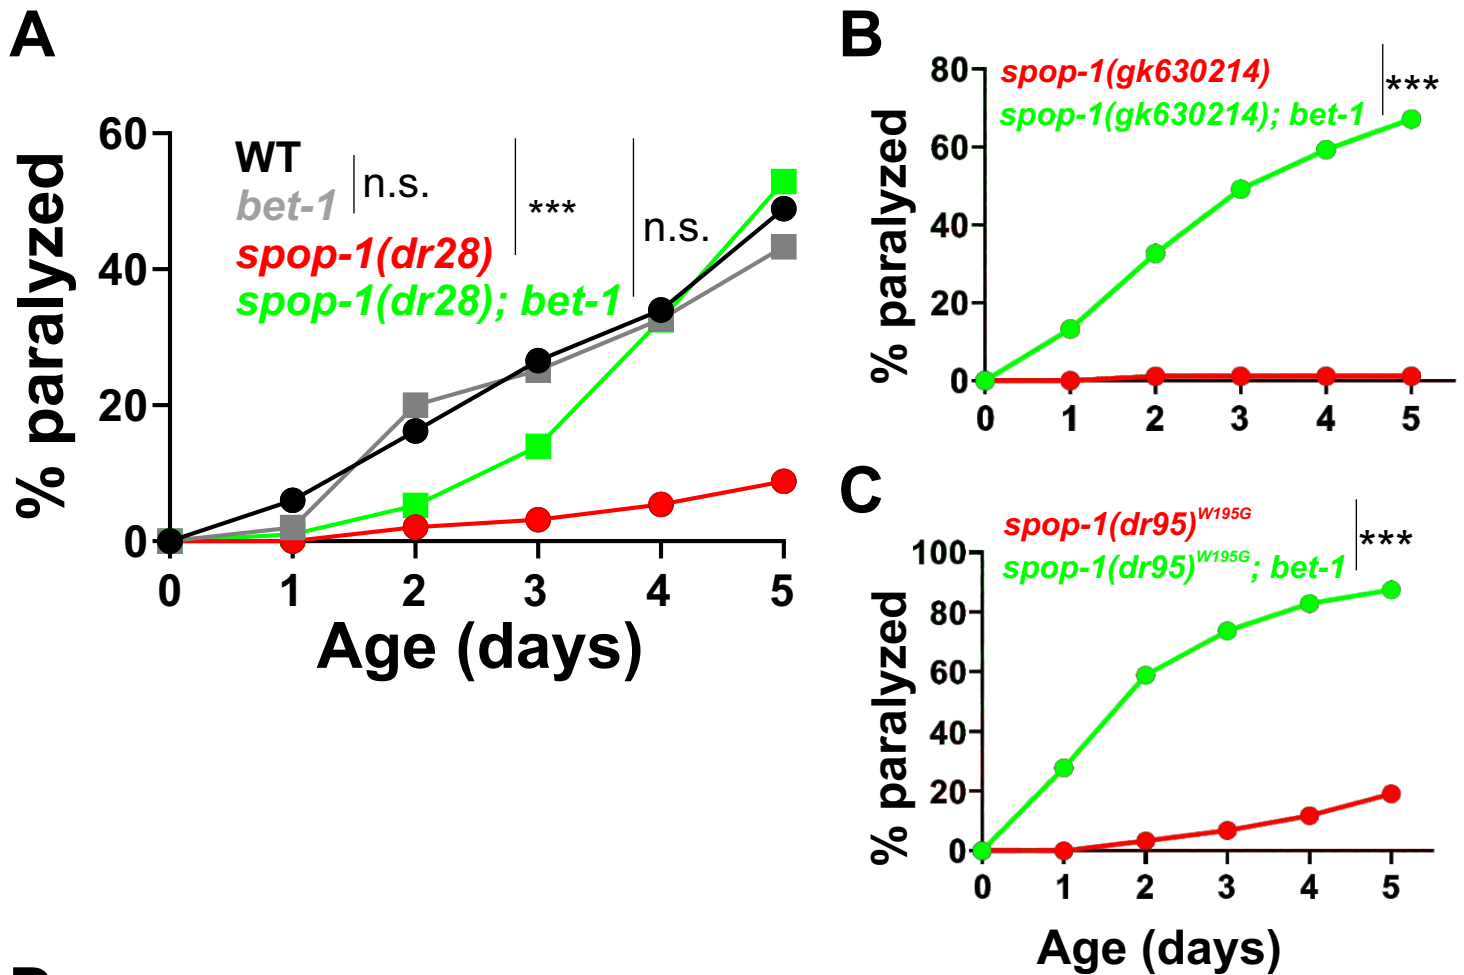 A
% paralyzed
60
40
20
0
WT
bet-1
n.s.
spop-1(dr28)
***
spop-1(dr28); bet-1
n.s.
0 1 2 3 4 5
Age (days)
B
% paralyzed
80
60
40
20
0
spop-1(gk630214)
spop-1(gk630214); bet-1
***
0 1 2 3 4 5
C
% paralyzed
100
80
60
40
20
0
spop-1(dr95)W195G
spop-1(dr95)W195G; bet-1
***
0 1 2 3 4 5
Age (days)